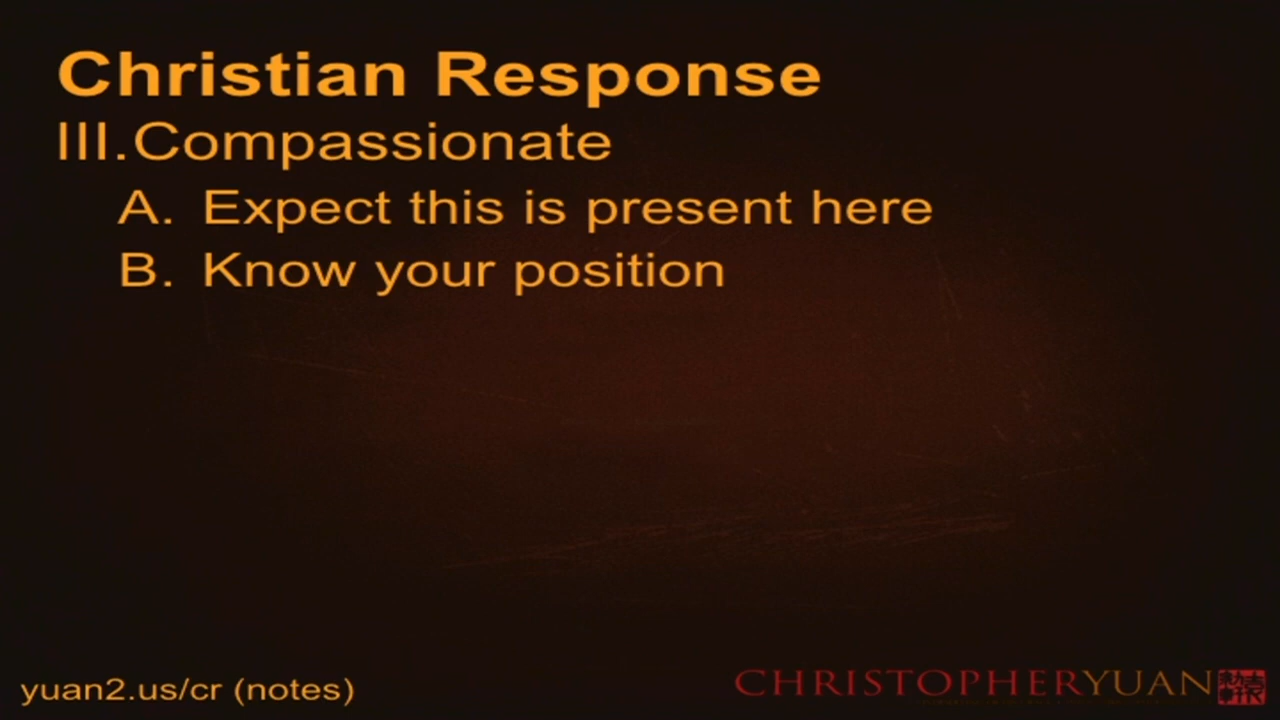 Christian Response
III. Compassionate
A. Expect this is present here
B. Know your position
yuan2.us/cr (notes)
CHRISTOPHERYUAN